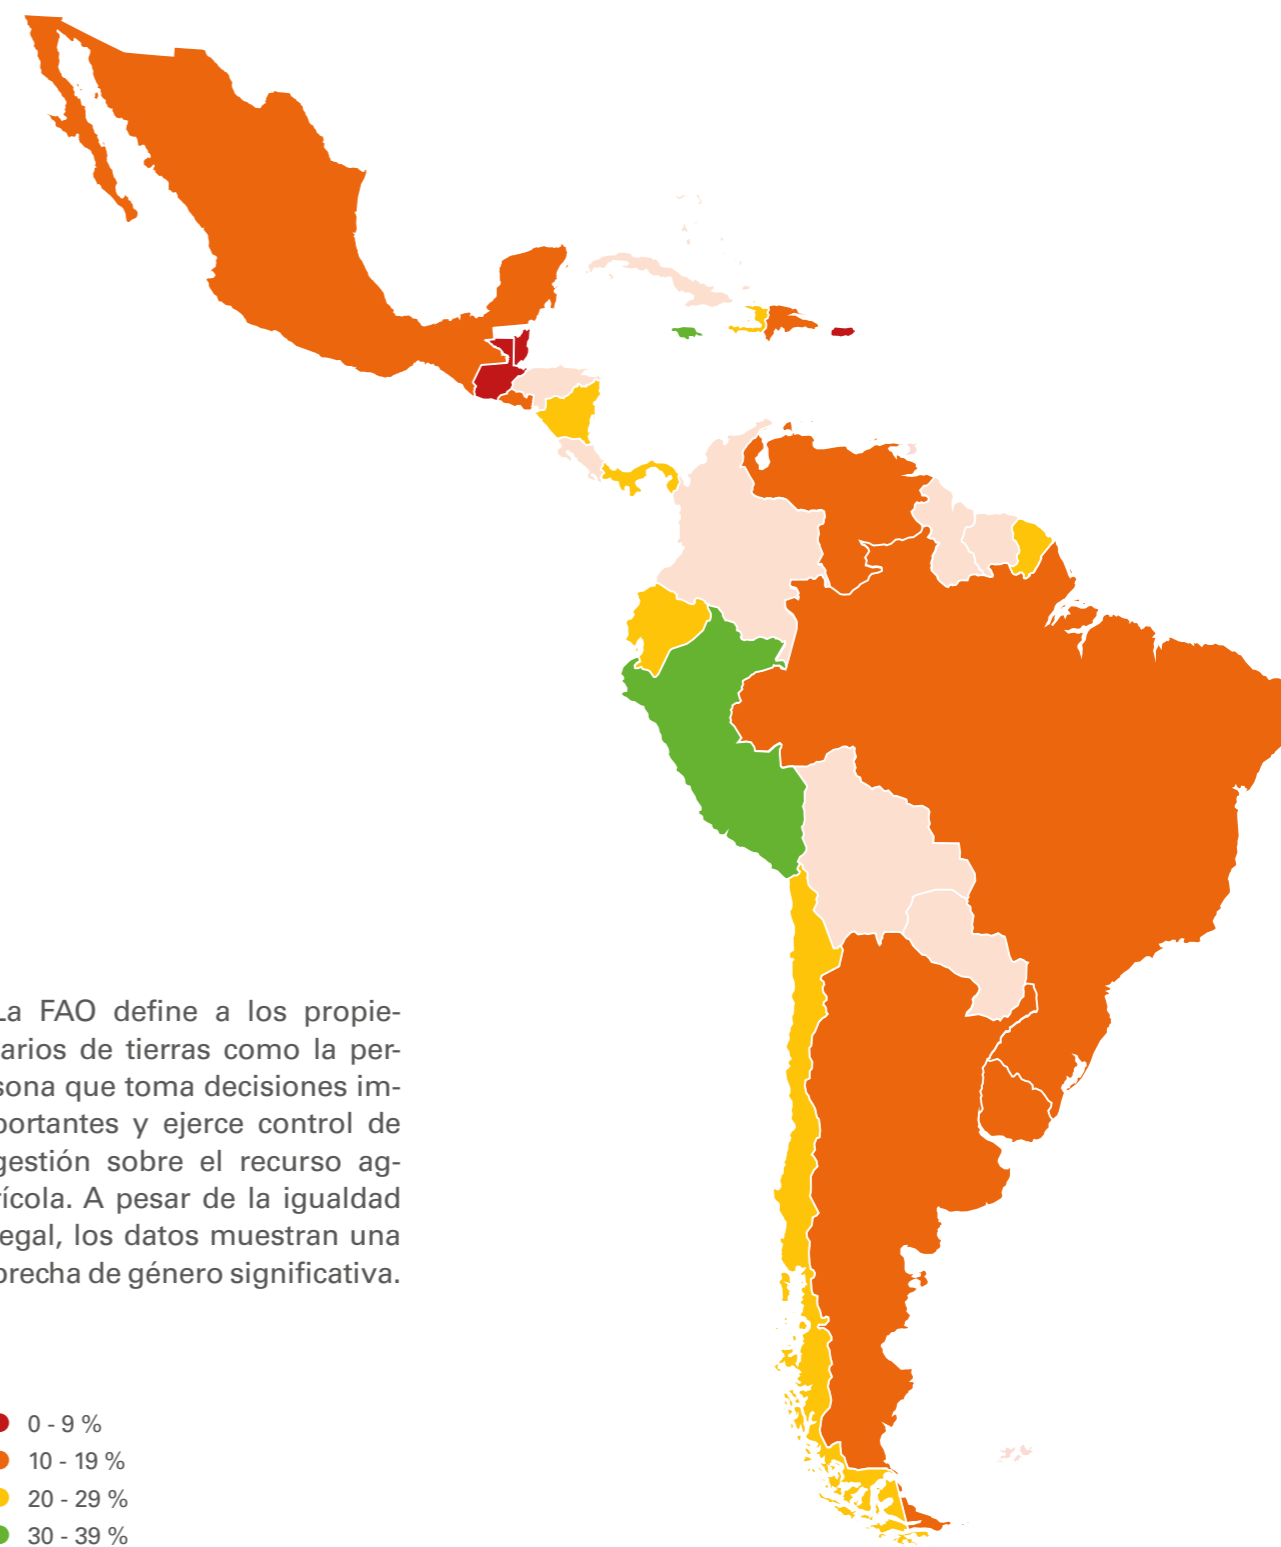 La FAO define a los propie-
tarios de tierras como la per-
sona que toma decisiones im-
portantes y ejerce control de
gestión sobre el recurso ag-
rícola. A pesar de la igualdad
legal, los datos muestran una
brecha de género significativa.
0 - 9 %
10 - 19 %
20 - 29 %
30 - 39 %